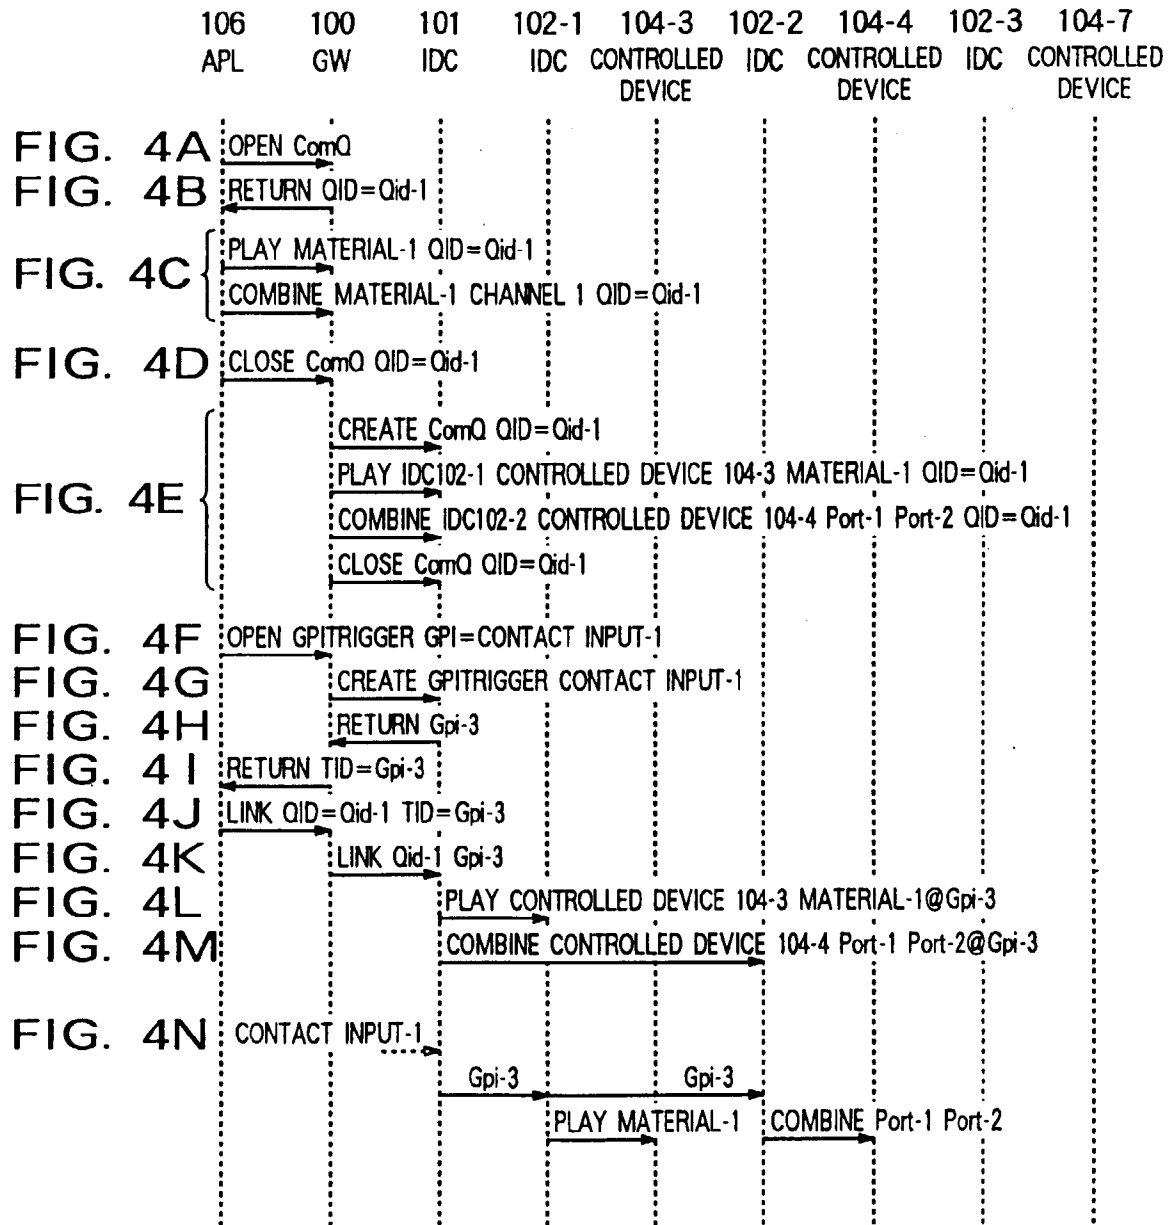 106 100 101 102-1 104-3 102-2 104-4 102-3 104-7
APL GW IDC IDC CONTROLLED IDC CONTROLLED IDC CONTROLLED
DEVICE DEVICE DEVICE
FIG. 4A OPEN ComQ
FIG. 4B RETURN QID=Qid-1
PLAY MATERIAL-1 QID=Qid-1
FIG. 4C
COMBINE MATERIAL-1 CHANNEL 1 QID=Qid-1
FIG. 4D CLOSE ComQ QID=Qid-1
CREATE ComQ QID=Qid-1
PLAY IDC102-1 CONTROLLED DEVICE 104-3 MATERIAL-1 QID=Qid-1
FIG. 4E
COMBINE IDC102-2 CONTROLLED DEVICE 104-4 Port-1 Port-2 QID=Qid-1
CLOSE ComQ QID=Qid-1
FIG. 4F OPEN GPITRIGGER GPI=CONTACT INPUT-1
FIG. 4G CREATE GPITRIGGER CONTACT INPUT-1
FIG. 4H RETURN Gpi-3
FIG. 4I RETURN TID=Gpi-3
FIG. 4J LINK QID=Qid-1 TID=Gpi-3
FIG. 4K LINK Qid-1 Gpi-3
FIG. 4L PLAY CONTROLLED DEVICE 104-3 MATERIAL-1@Gpi-3
FIG. 4M COMBINE CONTROLLED DEVICE 104-4 Port-1 Port-2@Gpi-3
FIG. 4N CONTACT INPUT-1
Gpi-3 Gpi-3
PLAY MATERIAL-1 COMBINE Port-1 Port-2